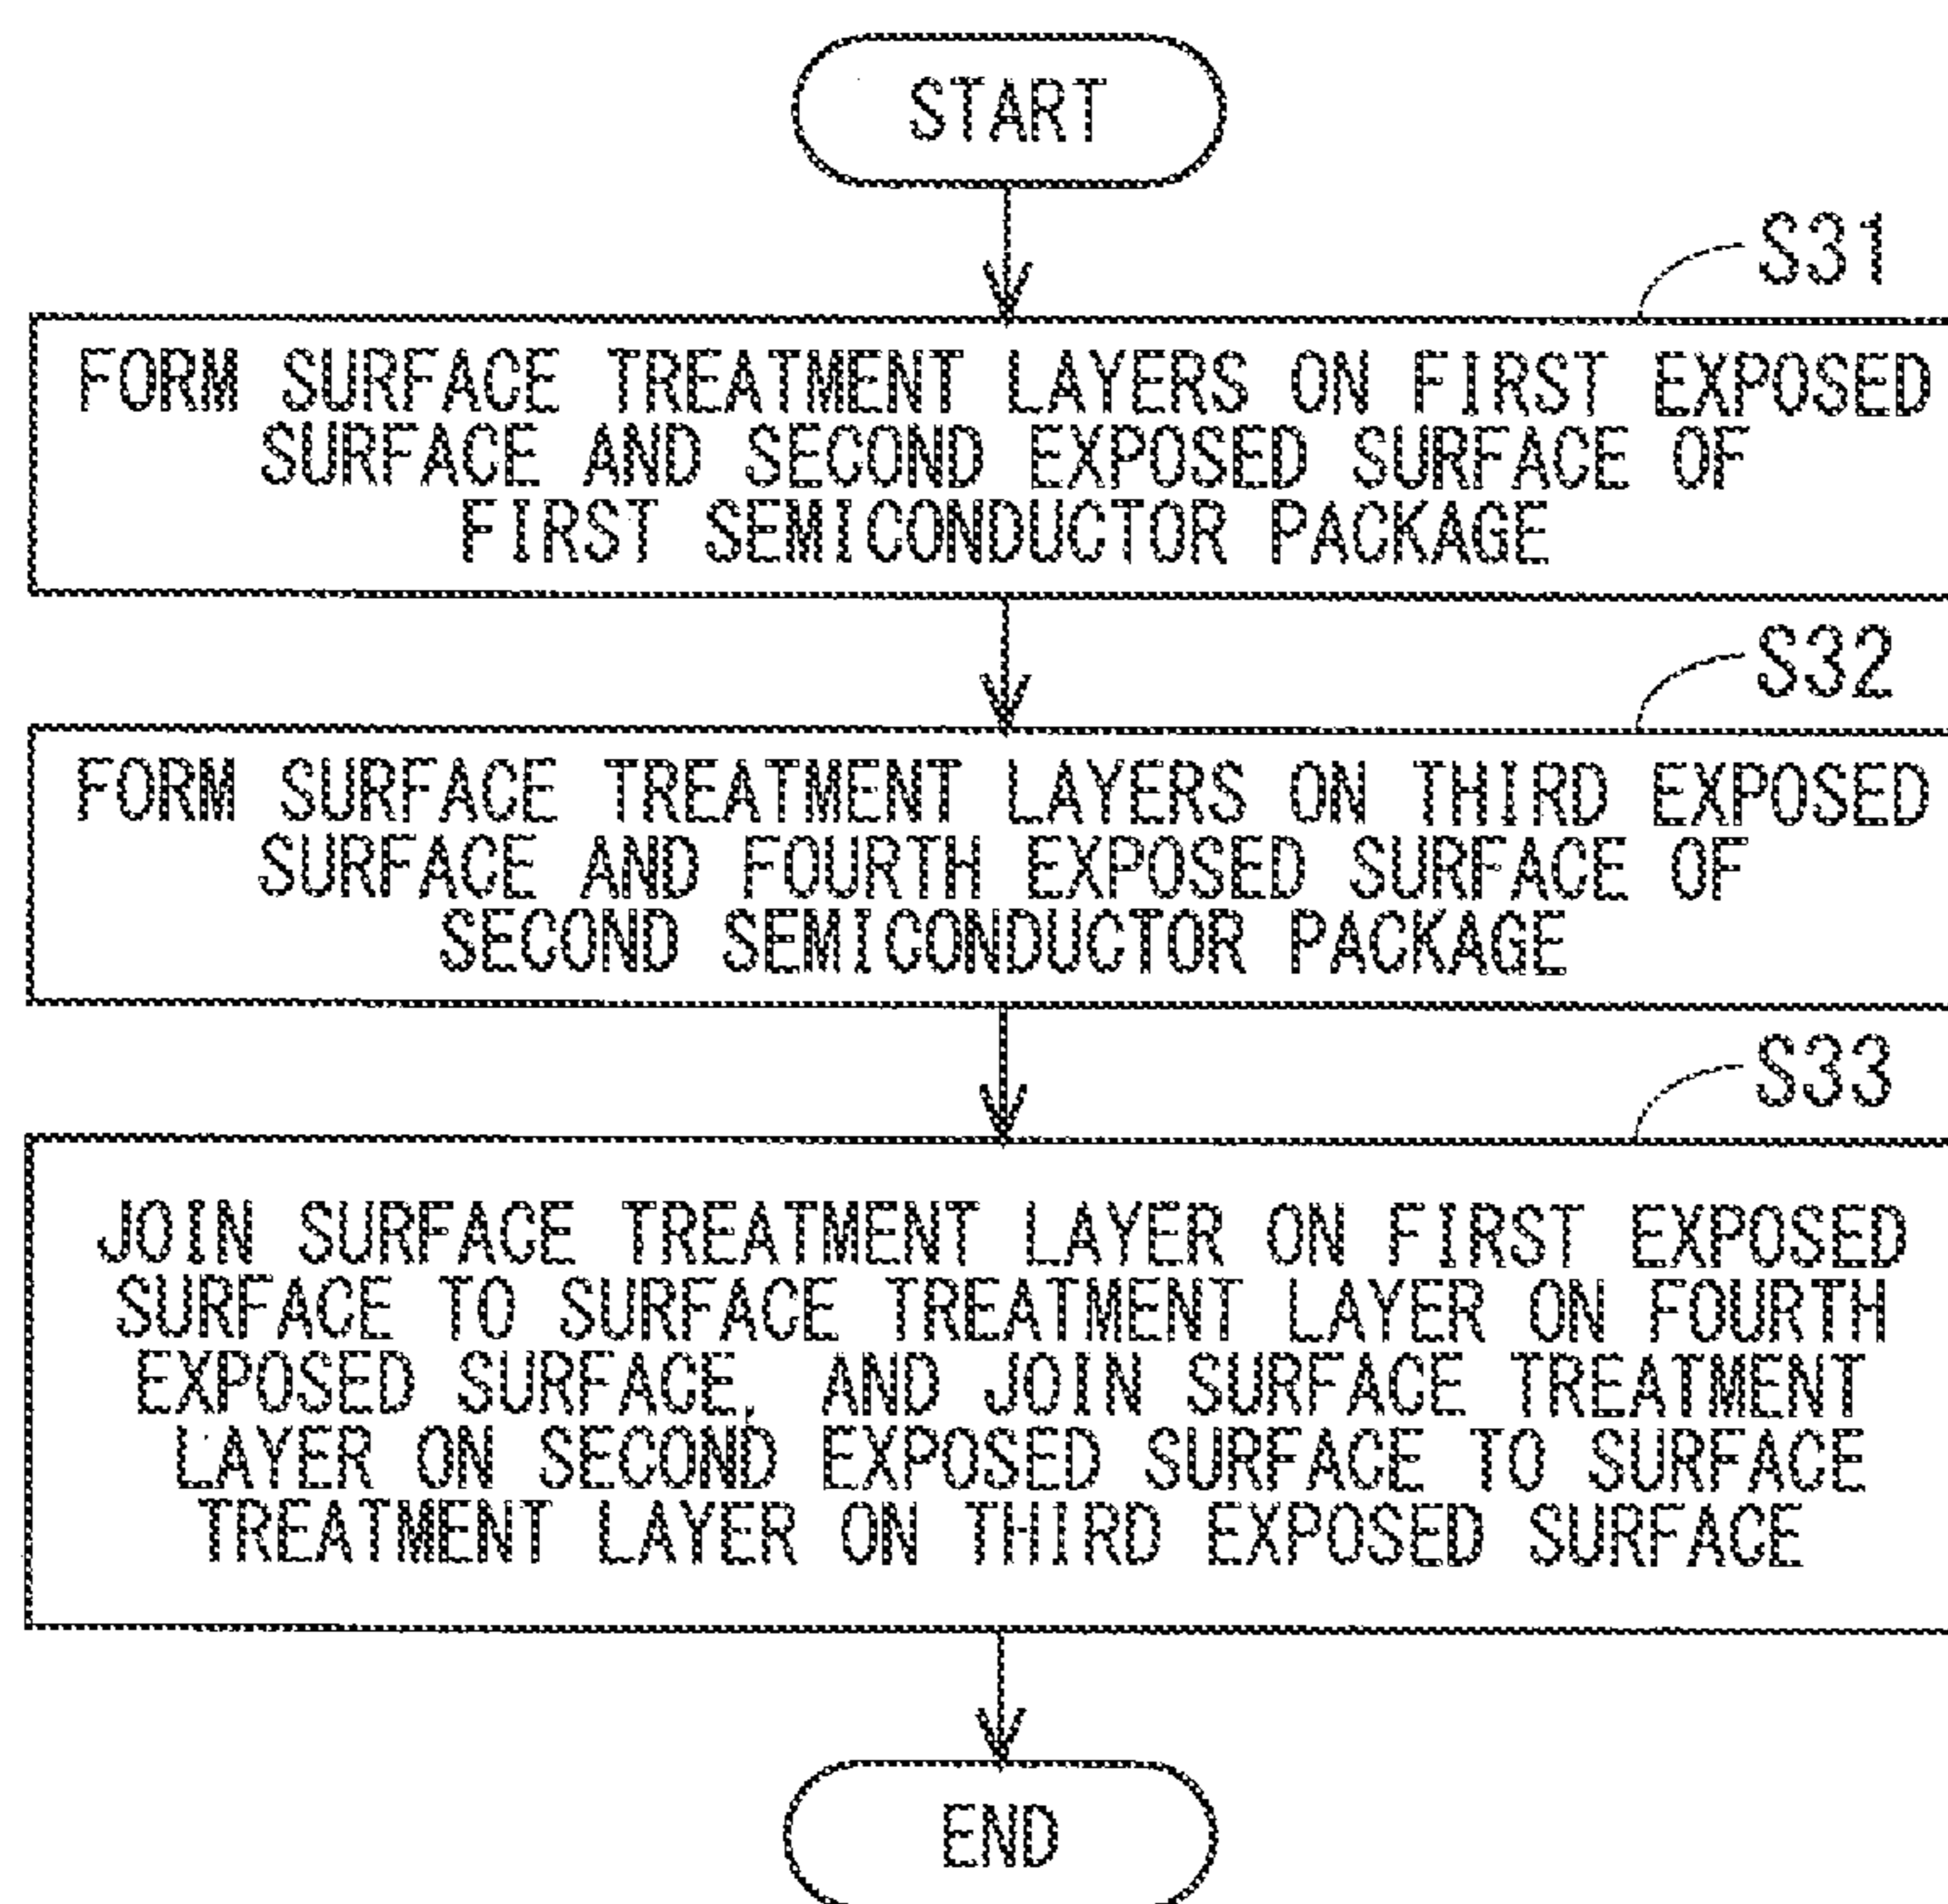 START
S31
FORM SURFACE TREATMENT LAYERS ON FIRST EXPOSED
SURFACE AND SECOND EXPOSED SURFACE OF
FIRST SEMICONDUCTOR PACKAGE
S32
FORM SURFACE TREATMENT LAYERS ON THIRD EXPOSED
SURFACE AND FOURTH EXPOSED SURFACE OF
SECOND SEMICONDUCTOR PACKAGE
S33
JOIN SURFACE TREATMENT LAYER ON FIRST EXPOSED
SURFACE TO SURFACE TREATMENT LAYER ON FOURTH
EXPOSED SURFACE, AND JOIN SURFACE TREATMENT
LAYER ON SECOND EXPOSED SURFACE TO SURFACE
TREATMENT LAYER ON THIRD EXPOSED SURFACE
END